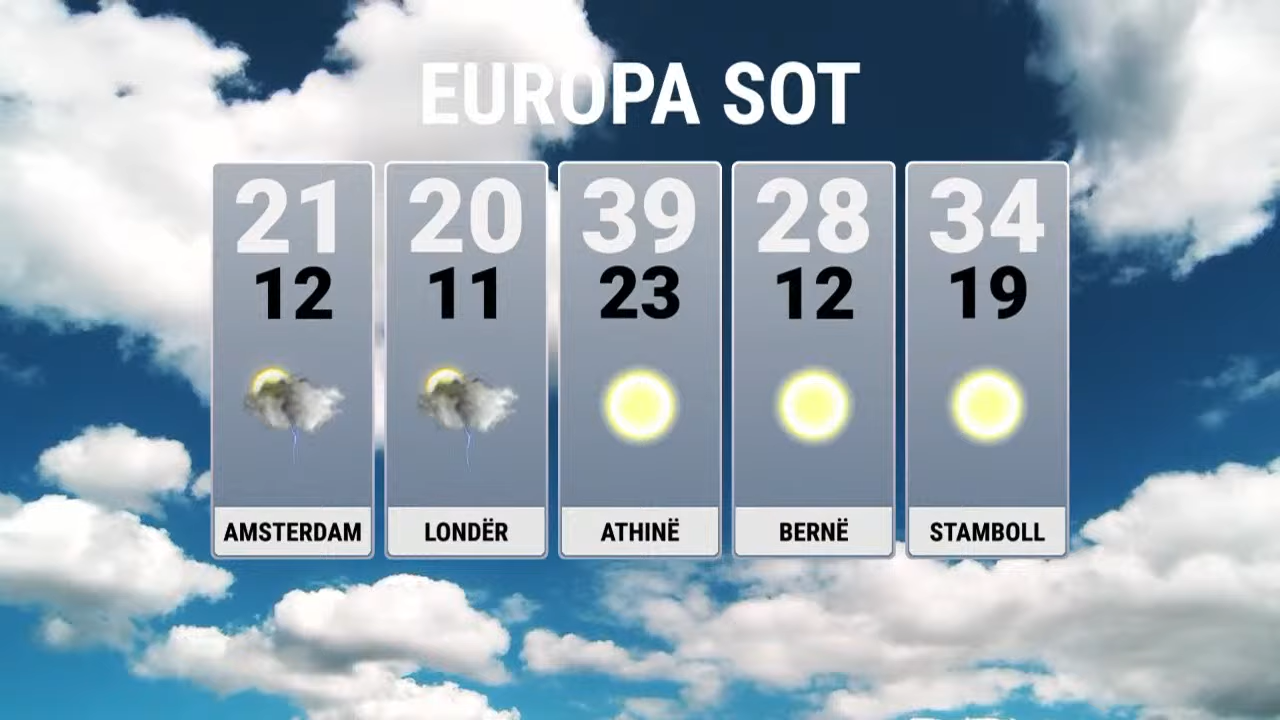 EUROPA SOT
21 20 39 28 34
12 11 23 12 19
AMSTERDAM LONDËR ATHINË BERNË STAMBOLL